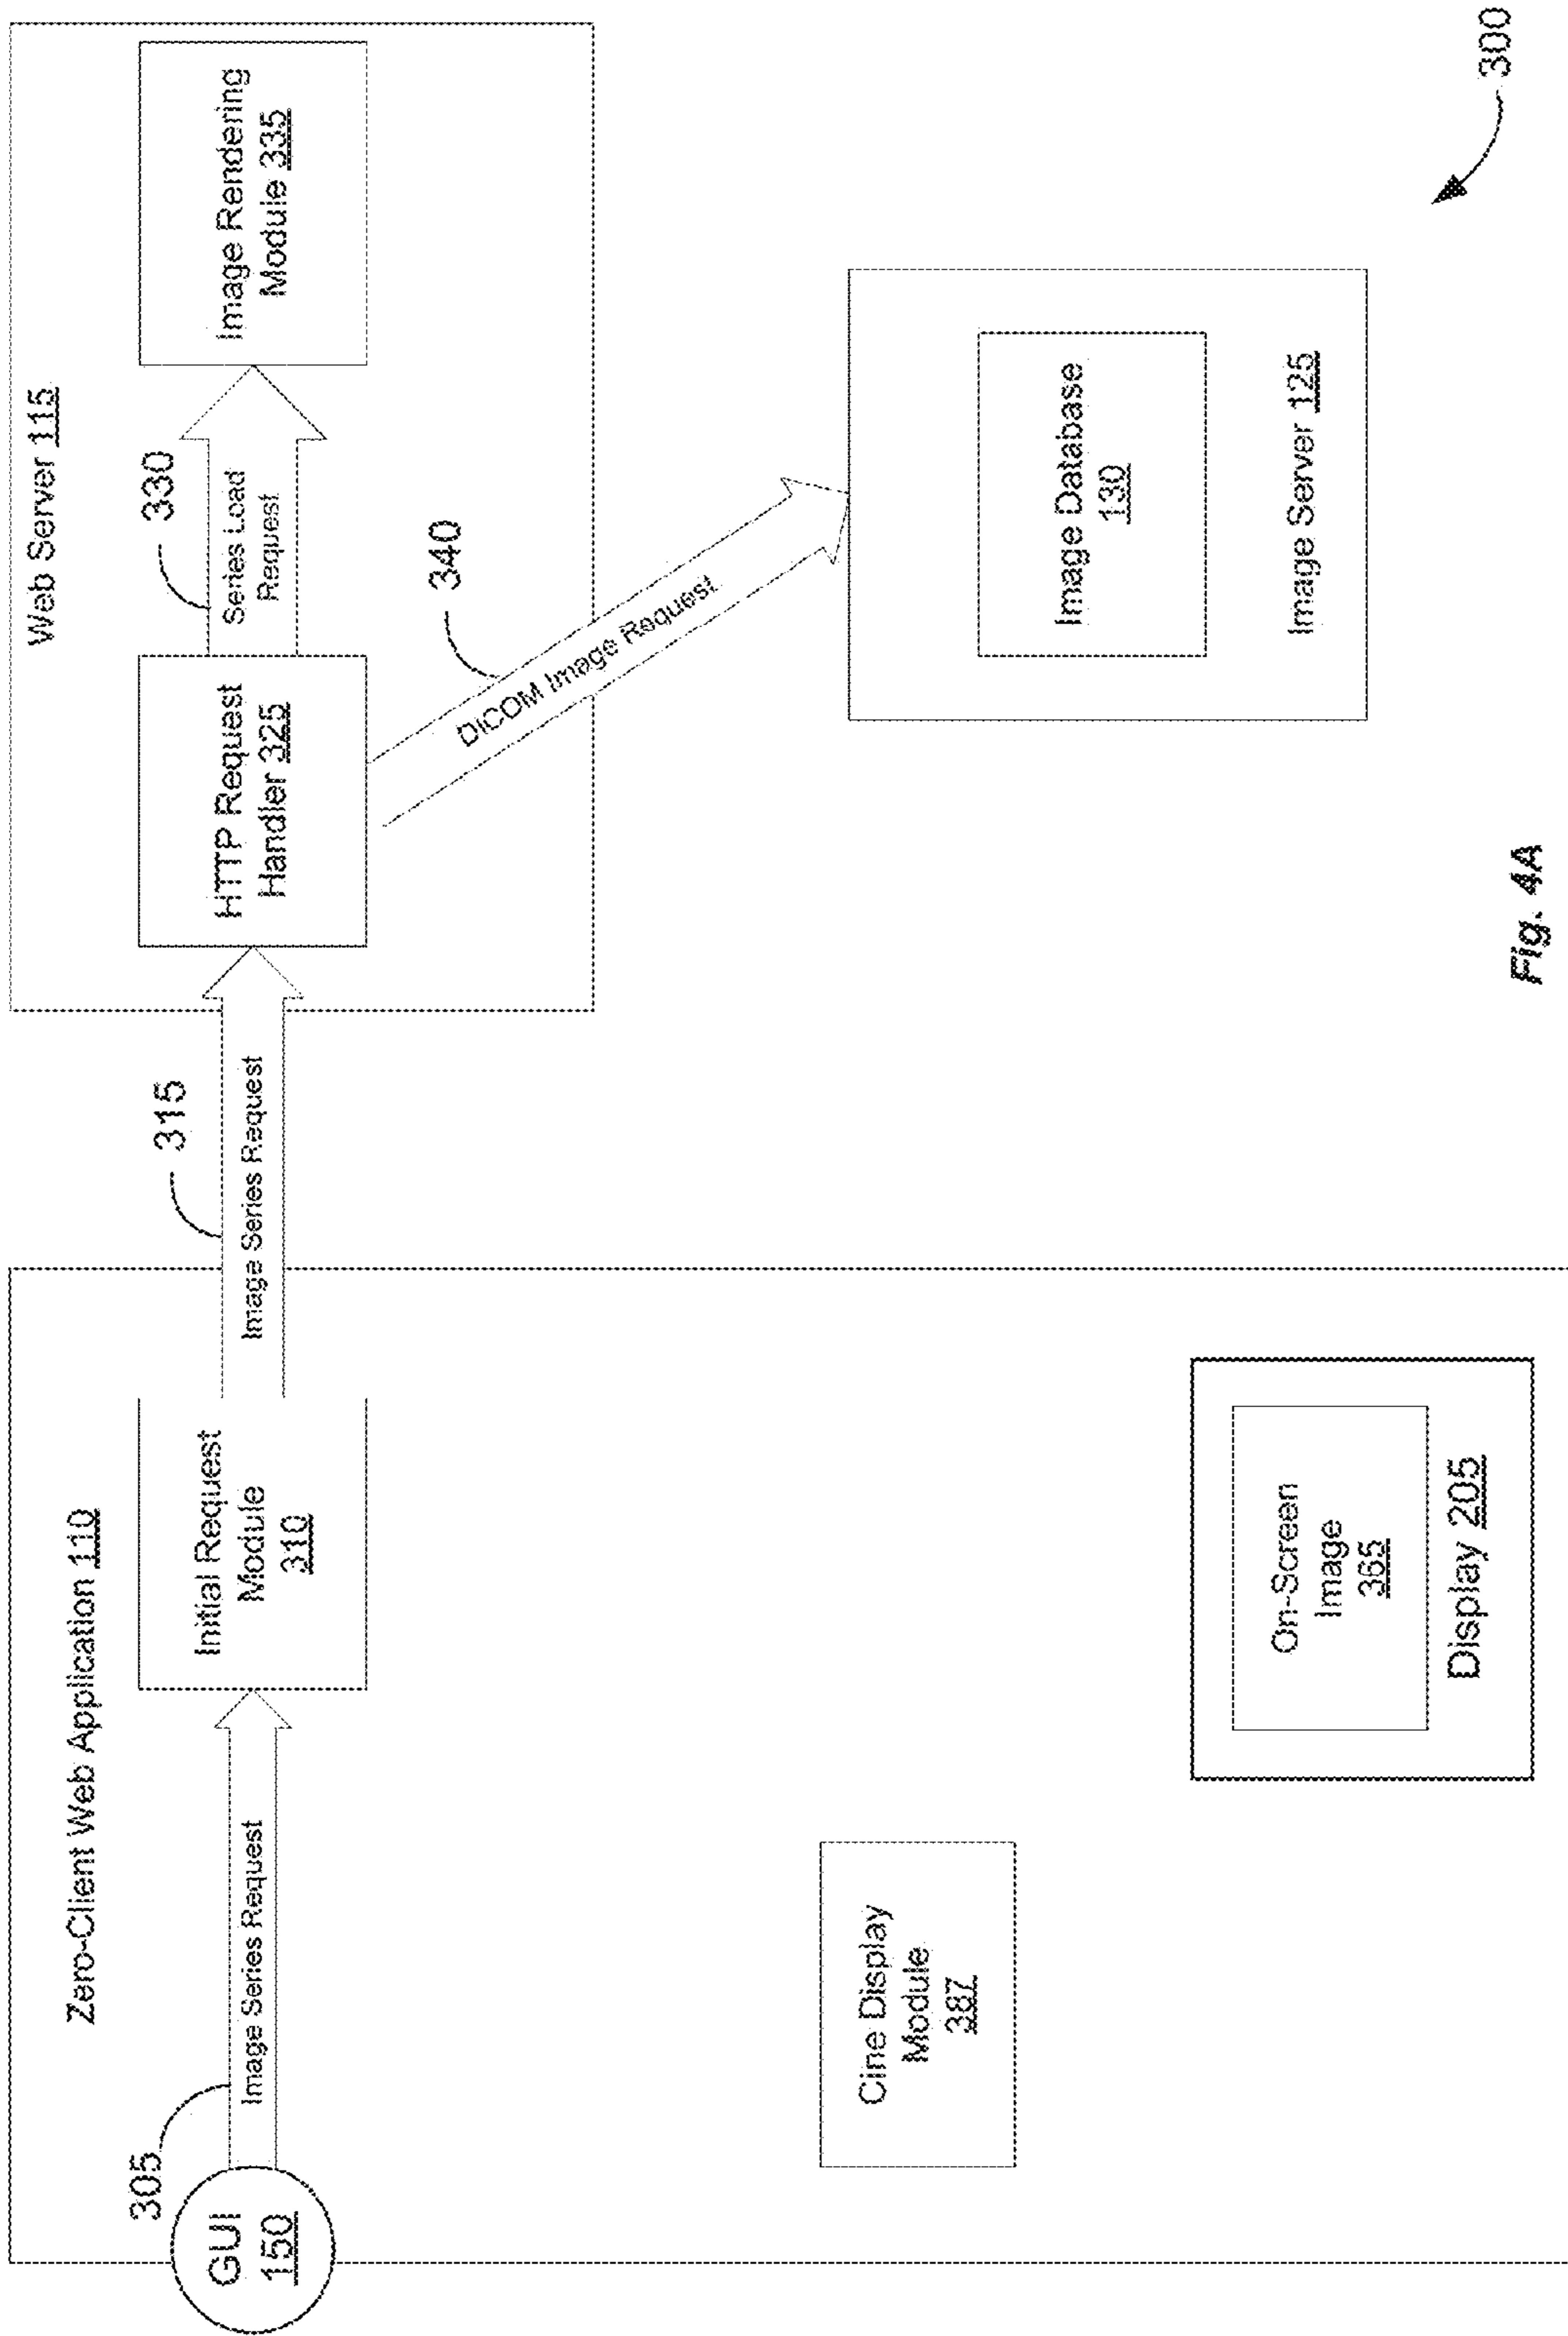 Zero-Client Web Application 110
GUI
150
305
Image Series Request
Initial Request
Module
310
315
Image Series Request
Web Server 115
HTTP Request
Handler 325
330
Series Load
Request
Image Rendering
Module 335
340
DICOM Image Request
Image Database
130
Image Server 125
Cine Display
Module
387
On-Screen
Image
365
Display 205
300
Fig. 4A